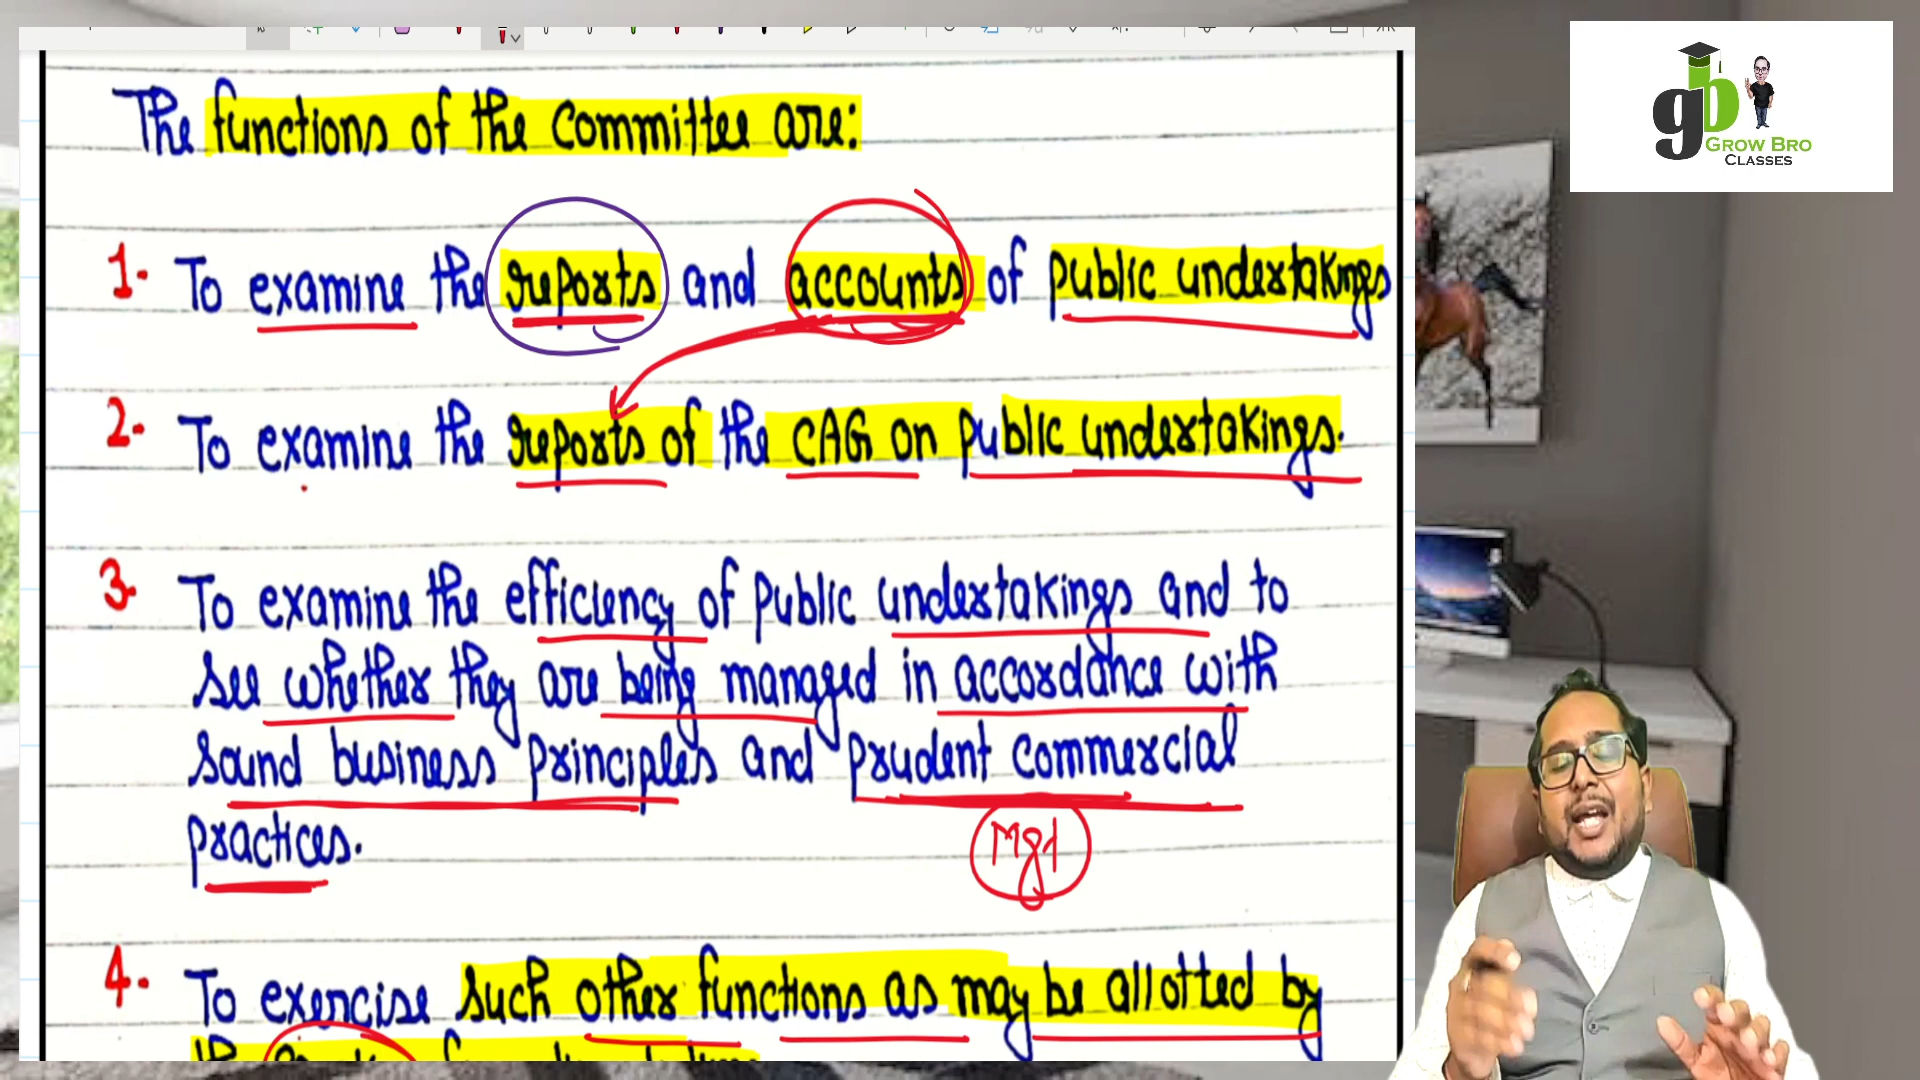 The functions of the Committee are:
1. To examine the reports and accounts of public undertakings
2. To examine the reports of the CAG on public undertakings.
3. To examine the efficiency of public undertakings and to
see whether they are being managed in accordance with
sound business principles and prudent commercial
practices.
Mgt
4. To exercise such other functions as may be allotted by
the
gb
GROW BRO
CLASSES